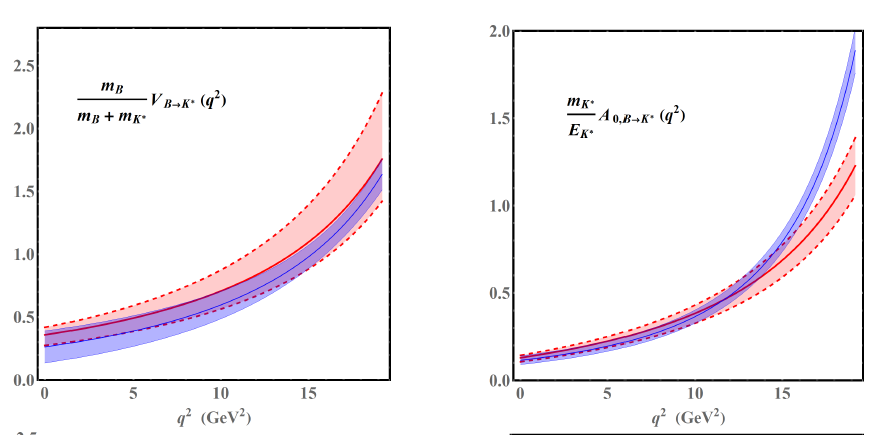 2.5
2.0
1.5
1.0
0.5
0.0
m_B / (m_B + m_{K*}) V_{B→K*}(q²)
0 5 10 15
q² (GeV²)
2.0
1.5
1.0
0.5
0.0
m_{K*} / E_{K*} A_{0,B→K*}(q²)
0 5 10 15
q² (GeV²)